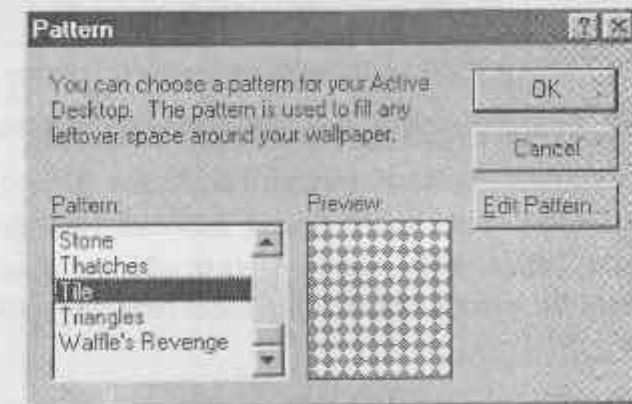 Pattern
You can choose a pattern for your Active
Desktop. The pattern is used to fill any
leftover space around your wallpaper.
OK
Cancel
Edit Pattern...
Pattern:
Stone
Thatches
Tile
Triangles
Waffle's Revenge
Preview: